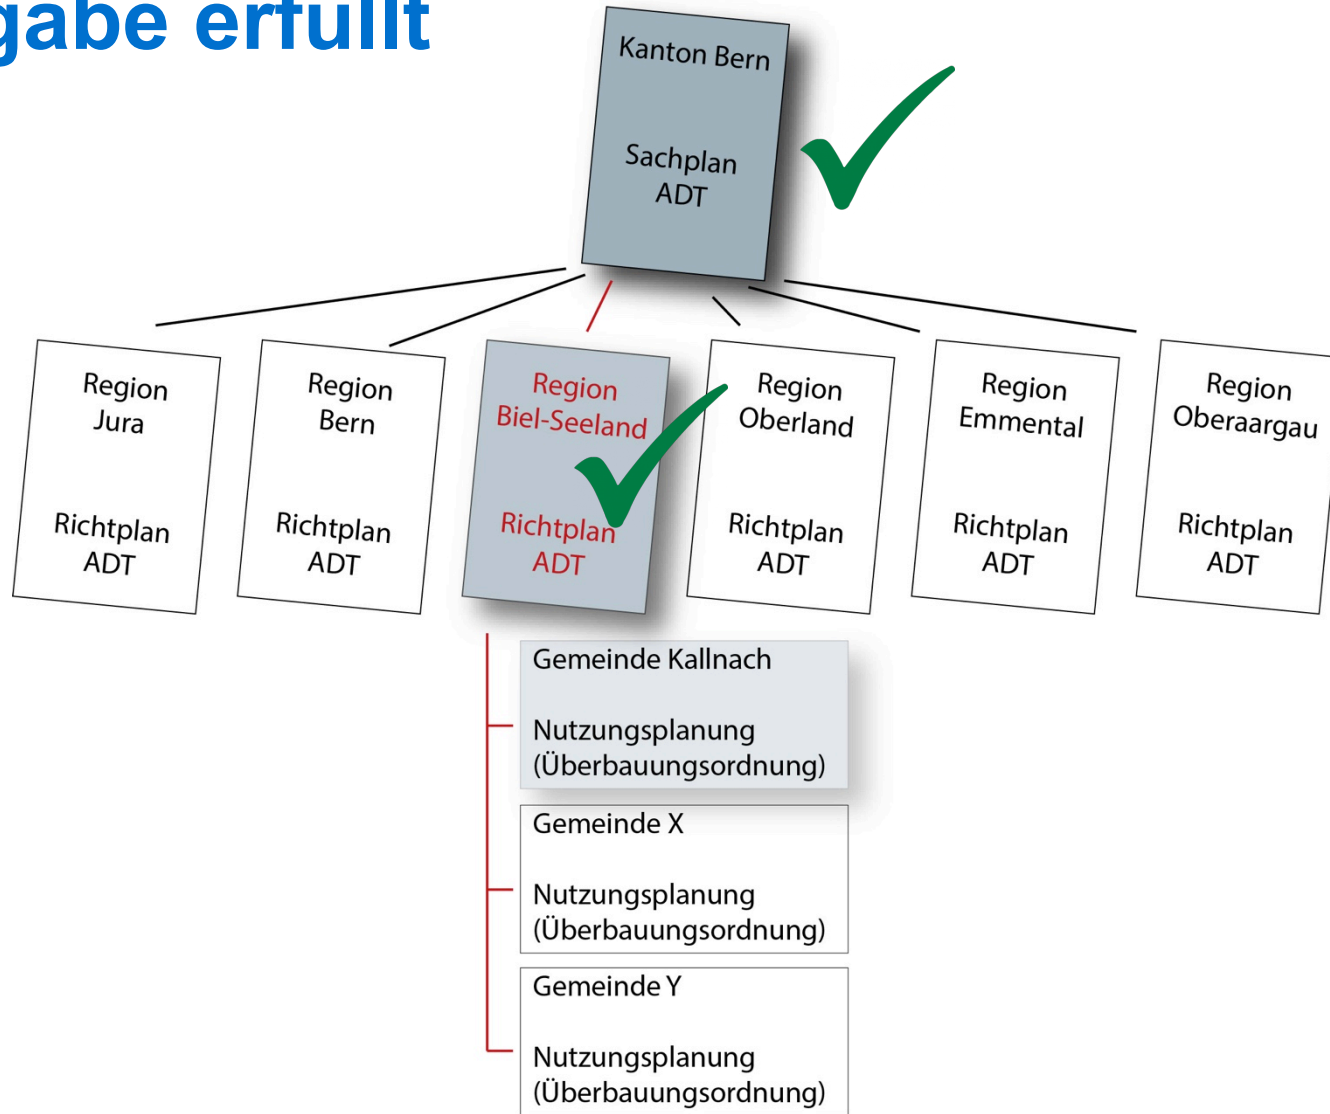 gabe erfüllt
Kanton Bern
Sachplan
ADT
Region
Jura
Richtplan
ADT
Region
Bern
Richtplan
ADT
Region
Biel-Seeland
Richtplan
ADT
Region
Oberland
Richtplan
ADT
Region
Emmental
Richtplan
ADT
Region
Oberaargau
Richtplan
ADT
Gemeinde Kallnach
Nutzungsplanung
(Überbauungsordnung)
Gemeinde X
Nutzungsplanung
(Überbauungsordnung)
Gemeinde Y
Nutzungsplanung
(Überbauungsordnung)